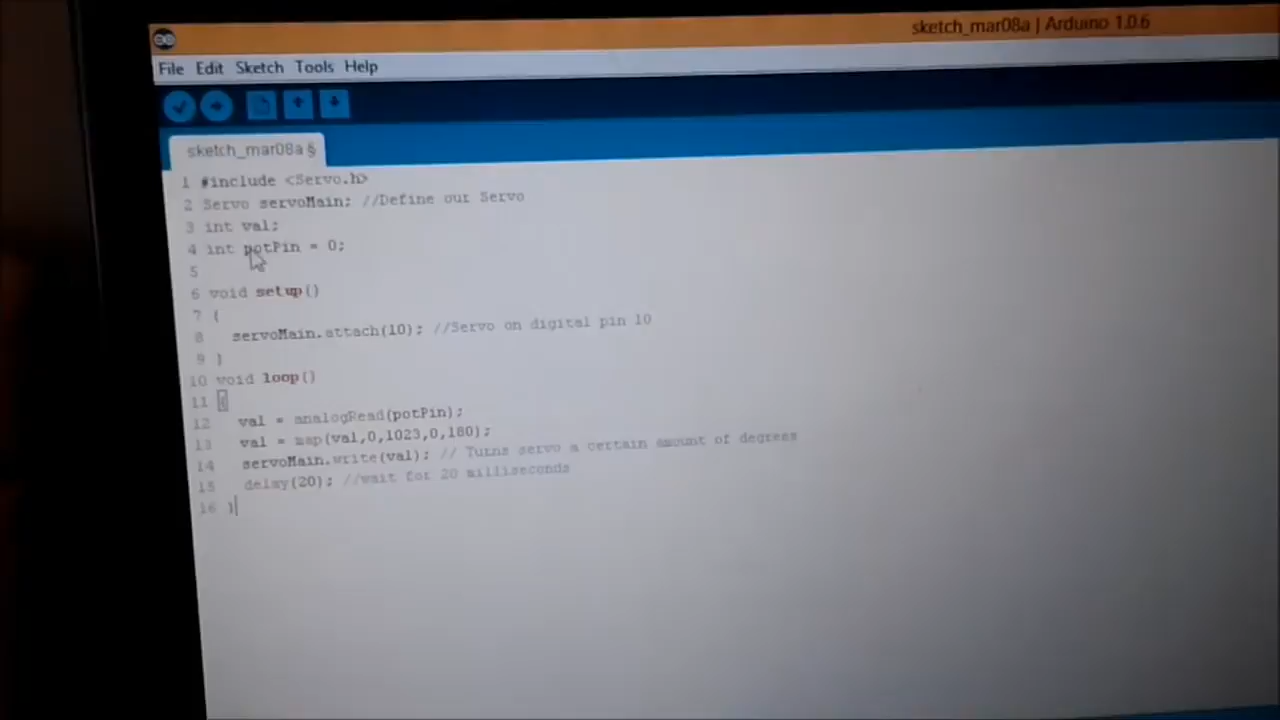 sketch_mar08a | Arduino 1.0.6
File Edit Sketch Tools Help
sketch_mar08a §
1 #include <Servo.h>
2 Servo servoMain; //Define our Servo
3 int val;
4 int potPin = 0;
5
6 void setup()
7 {
8 servoMain.attach(10); //Servo on digital pin 10
9 }
10 void loop()
11 {
12 val = analogRead(potPin);
13 val = map(val,0,1023,0,180);
14 servoMain.write(val); // Turns servo a certain amount of degrees
15 delay(20); //wait for 20 milliseconds
16 }